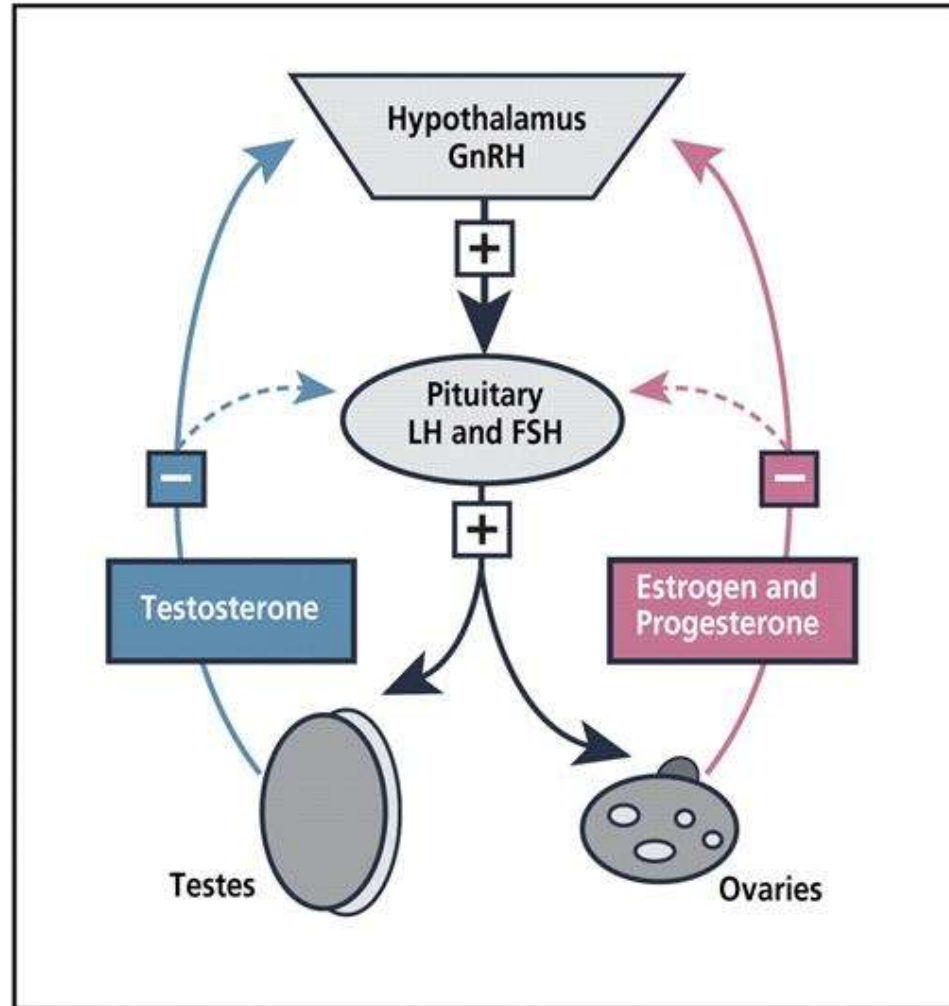 Hypothalamus
GnRH
+
Pituitary
LH and FSH
−
−
+
Testosterone
Estrogen and
Progesterone
Testes
Ovaries